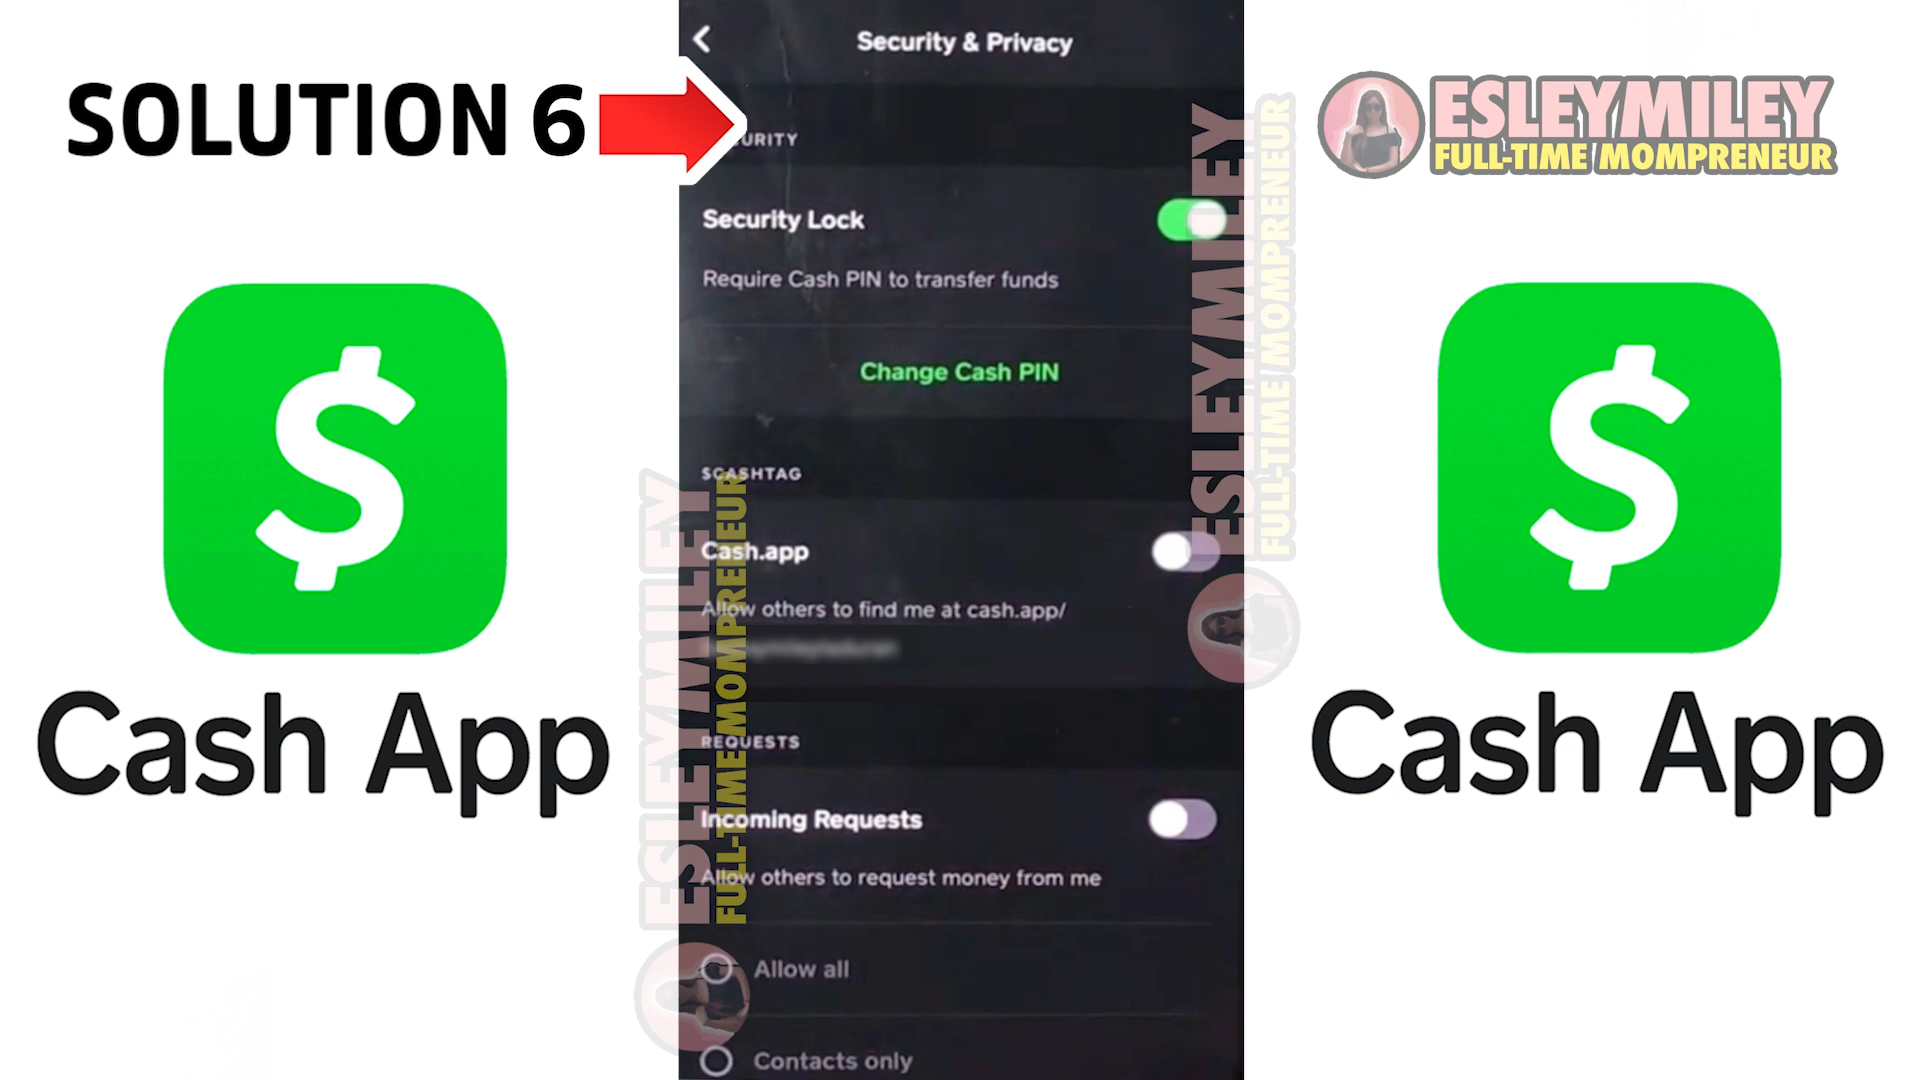 SOLUTION 6
ESLEYMILEY
FULL-TIME MOMPRENEUR
Security & Privacy
URITY
Security Lock
Require Cash PIN to transfer funds
Change Cash PIN
$CASHTAG
Cash.app
Allow others to find me at cash.app/
REQUESTS
Incoming Requests
Allow others to request money from me
Allow all
Contacts only
Cash App
Cash App
ESLEYMILEY
FULL-TIME MOMPRENEUR
ESLEYMILEY
FULL-TIME MOMPRENEUR